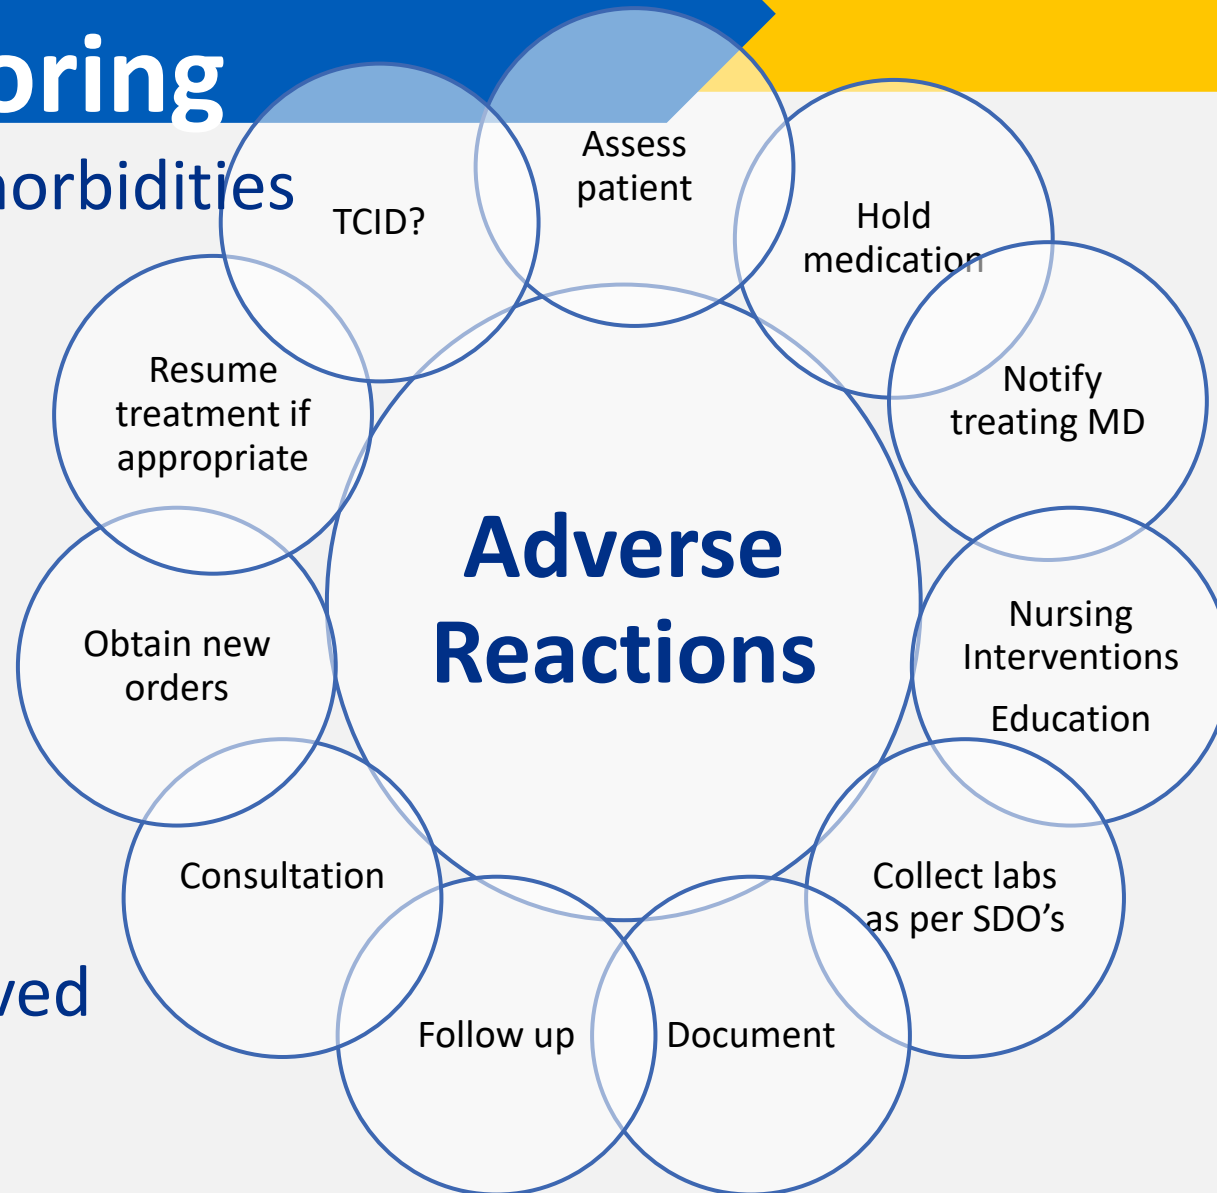 oring
norbidities
ved
Assess
patient
Hold
medication
Notify
treating MD
Nursing
Interventions
Education
Collect labs
as per SDO’s
Document
Follow up
Consultation
Obtain new
orders
Resume
treatment if
appropriate
TCID?
Adverse
Reactions